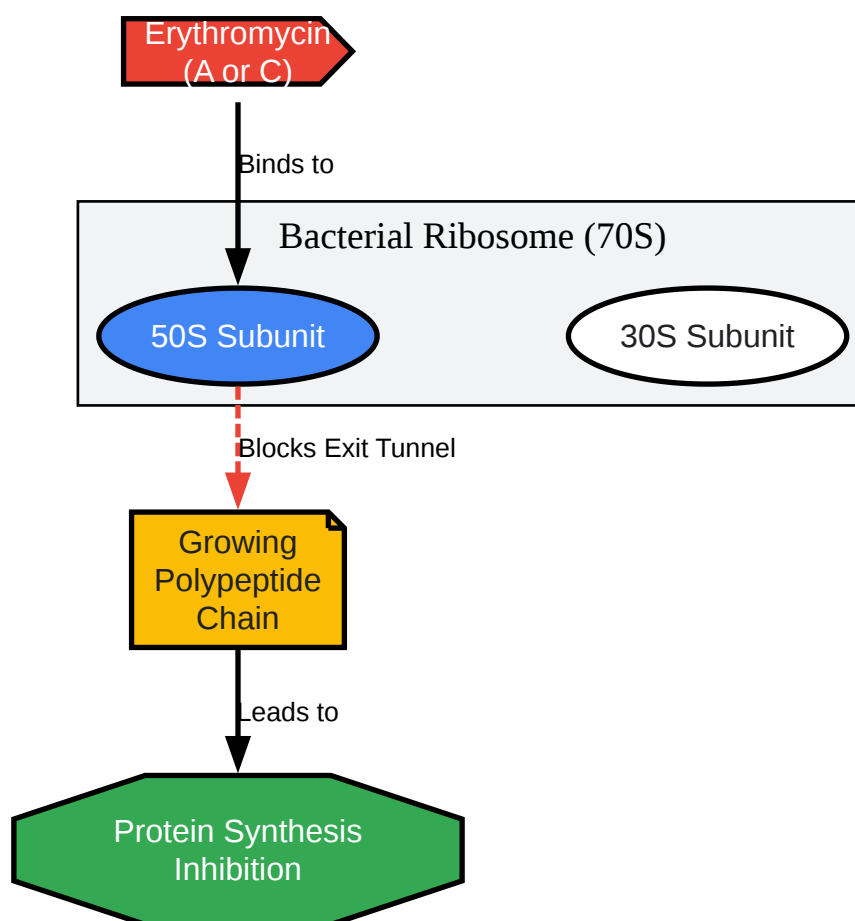 Erythromycin
(A or C)
Binds to
Bacterial Ribosome (70S)
50S Subunit
30S Subunit
Blocks Exit Tunnel
Growing
Polypeptide
Chain
Leads to
Protein Synthesis
Inhibition